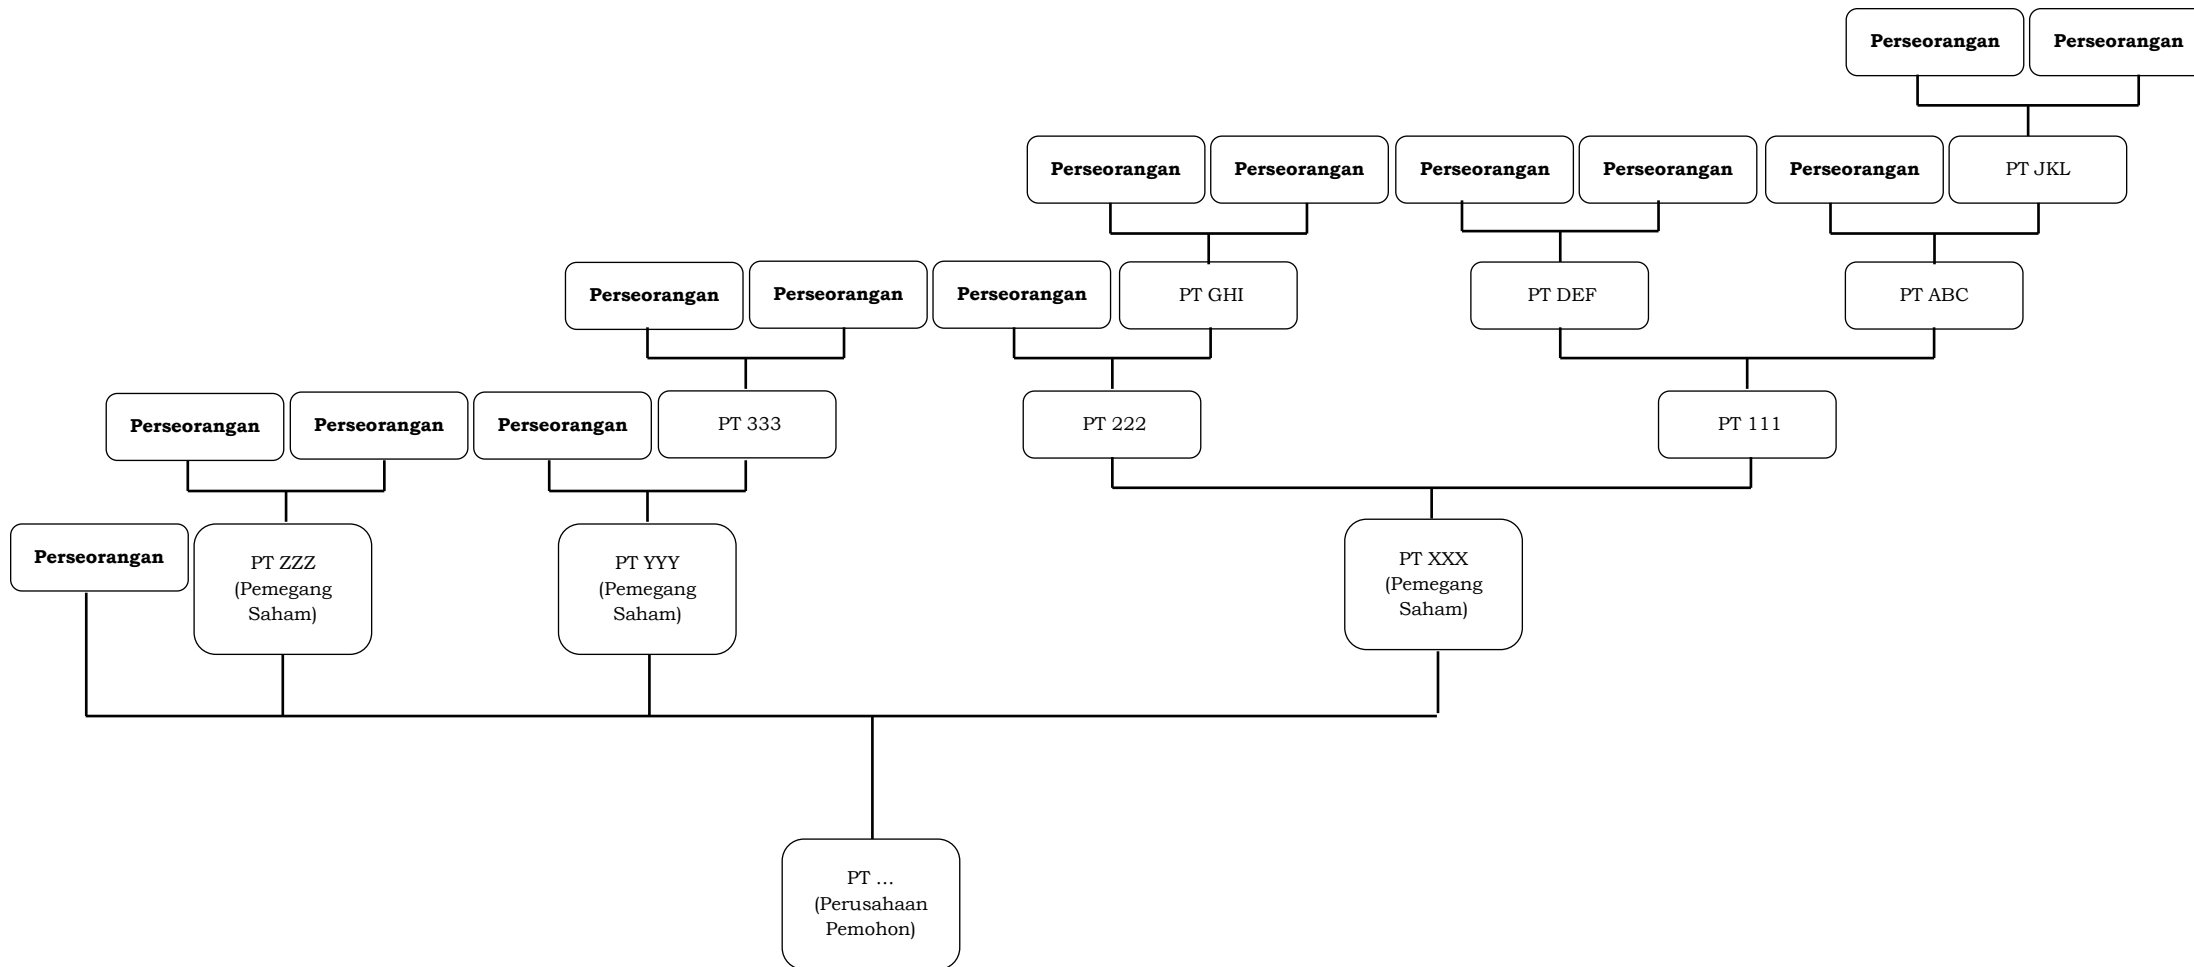 Perseorangan
Perseorangan
Perseorangan
Perseorangan
Perseorangan
Perseorangan
Perseorangan
PT JKL
Perseorangan
Perseorangan
Perseorangan
PT GHI
PT DEF
PT ABC
Perseorangan
Perseorangan
Perseorangan
PT 333
PT 222
PT 111
Perseorangan
PT ZZZ
(Pemegang
Saham)
PT YYY
(Pemegang
Saham)
PT XXX
(Pemegang
Saham)
PT ...
(Perusahaan
Pemohon)